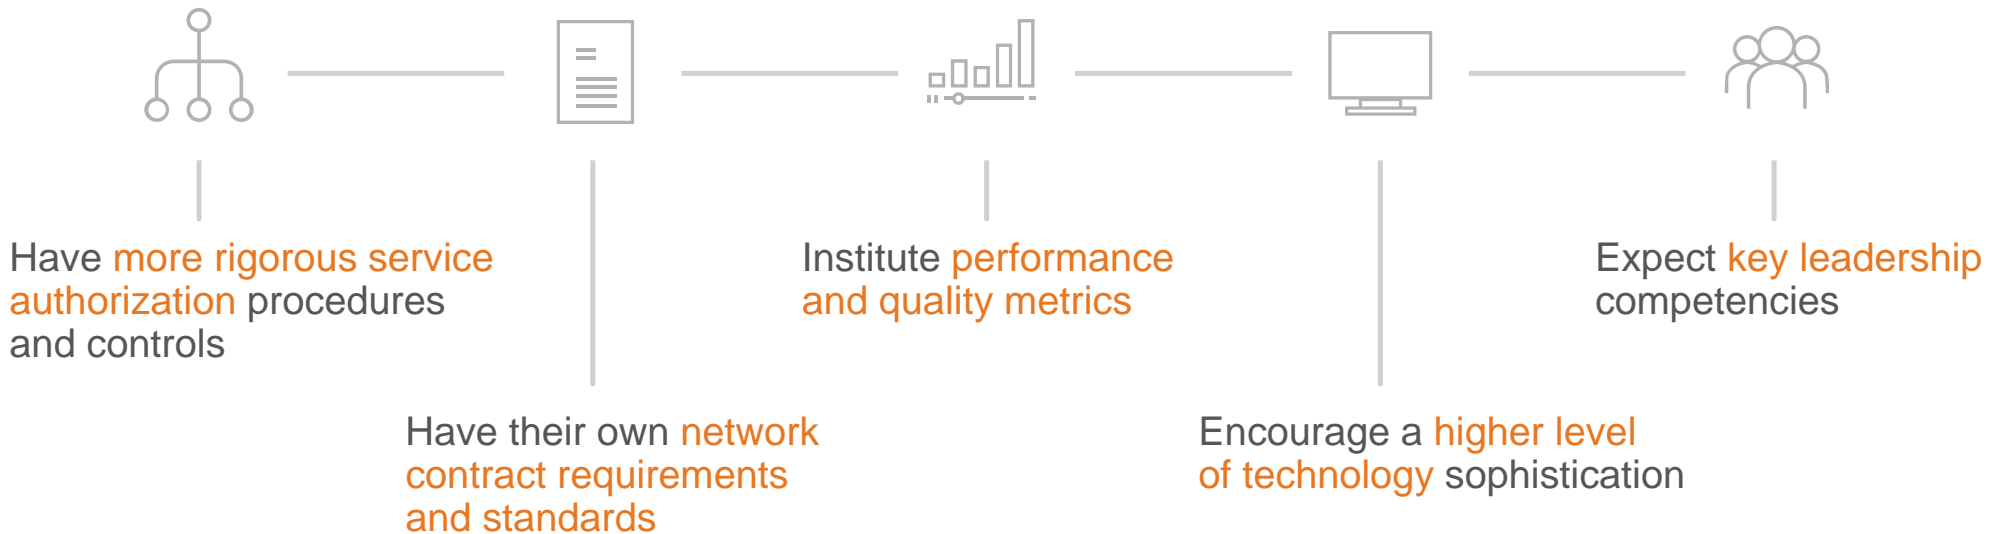 Have more rigorous service
authorization procedures
and controls
Have their own network
contract requirements
and standards
Institute performance
and quality metrics
Encourage a higher level
of technology sophistication
Expect key leadership
competencies